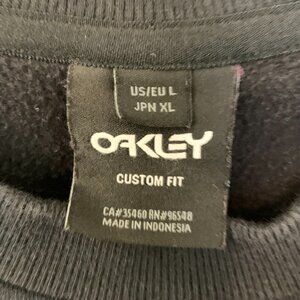 US/EU L
JPN XL
OAKLEY
CUSTOM FIT
CA#35460 RN#96548
MADE IN INDONESIA